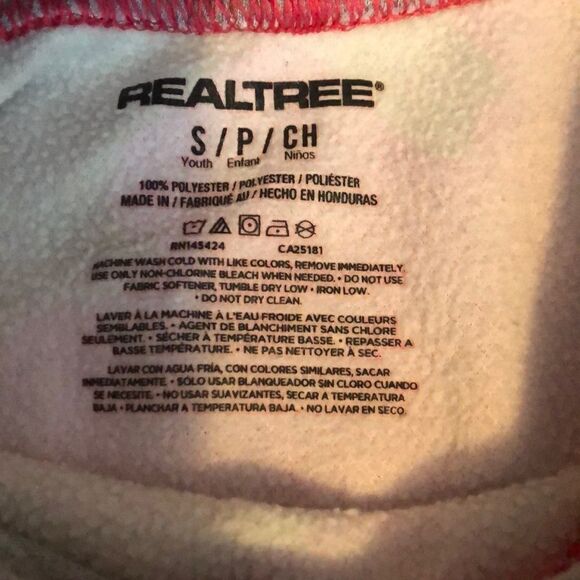 REALTREE®
S / P / CH
Youth Enfant Niños
100% POLYESTER / POLYESTER / POLIÉSTER
MADE IN / FABRIQUÉ AU / HECHO EN HONDURAS
RN145424 CA25181
MACHINE WASH COLD WITH LIKE COLORS, REMOVE IMMEDIATELY.
USE ONLY NON-CHLORINE BLEACH WHEN NEEDED. • DO NOT USE
FABRIC SOFTENER, TUMBLE DRY LOW • IRON LOW.
• DO NOT DRY CLEAN.
LAVER À LA MACHINE À L'EAU FROIDE AVEC COULEURS
SEMBLABLES. • AGENT DE BLANCHIMENT SANS CHLORE
SEULEMENT. • SÉCHER À TEMPÉRATURE BASSE. • REPASSER A
BASSE TEMPÉRATURE. • NE PAS NETTOYER À SEC.
LAVAR CON AGUA FRÍA, CON COLORES SIMILARES, SACAR
INMEDIATAMENTE. • SÓLO USAR BLANQUEADOR SIN CLORO CUANDO
SE NECESITE. • NO USAR SUAVIZANTES, SECAR A TEMPERATURA
BAJA • PLANCHAR A TEMPERATURA BAJA. • NO LAVAR EN SECO